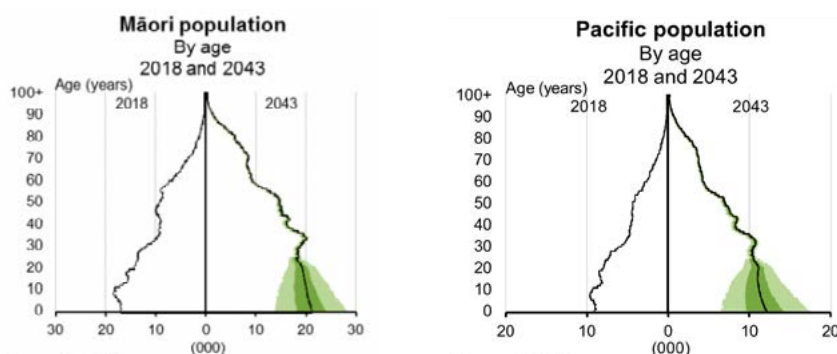 Māori population
By age
2018 and 2043
Age (years)
100+
2018
2043
90
80
70
60
50
40
30
20
10
0
30 20 10 0 10 20 30
(000)
Pacific population
By age
2018 and 2043
Age (years)
100+
2018
2043
90
80
70
60
50
40
30
20
10
0
20 10 0 10 20
(000)